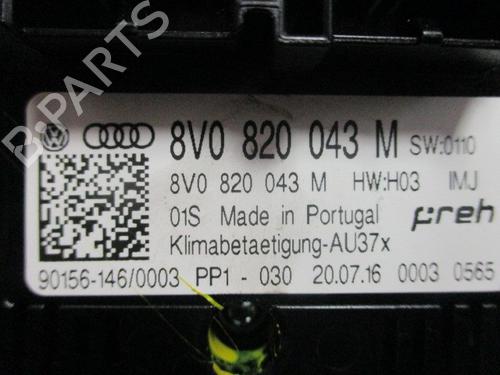 B-PARTS
8V0 820 043 M SW:0110
8V0 820 043 M HW:H03 IMJ
01S Made in Portugal preh
Klimabetaetigung-AU37x
90156-146/0003 PP1 - 030 20.07.16 0003 0565